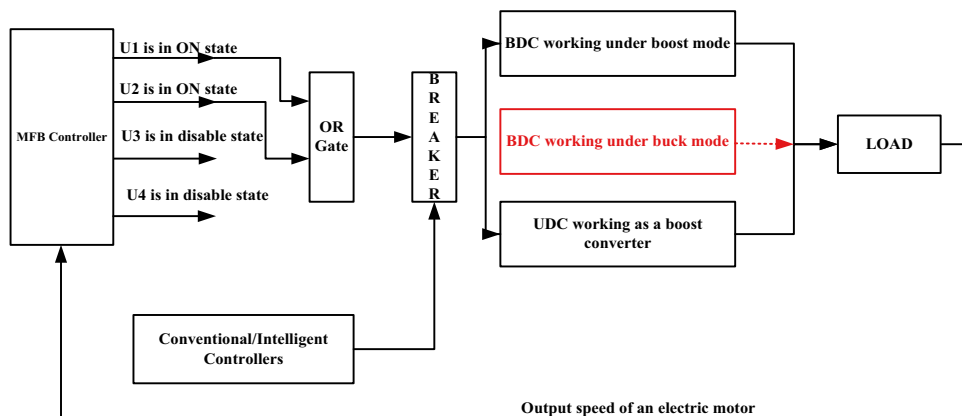 U1 is in ON state
U2 is in ON state
U3 is in disable state
U4 is in disable state
MFB Controller
OR
Gate
BREAKER
BDC working under boost mode
BDC working under buck mode
UDC working as a boost
converter
LOAD
Conventional/Intelligent
Controllers
Output speed of an electric motor